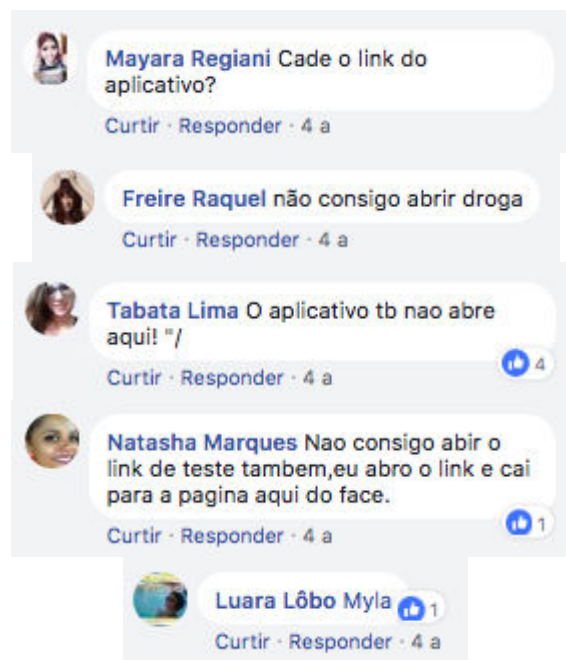 Mayara Regiani Cade o link do
aplicativo?
Curtir · Responder · 4 a
Freire Raquel não consigo abrir droga
Curtir · Responder · 4 a
Tabata Lima O aplicativo tb nao abre
aqui! "/
4
Curtir · Responder · 4 a
Natasha Marques Nao consigo abir o
link de teste tambem,eu abro o link e cai
para a pagina aqui do face.
1
Curtir · Responder · 4 a
Luara Lôbo Myla 1
Curtir · Responder · 4 a